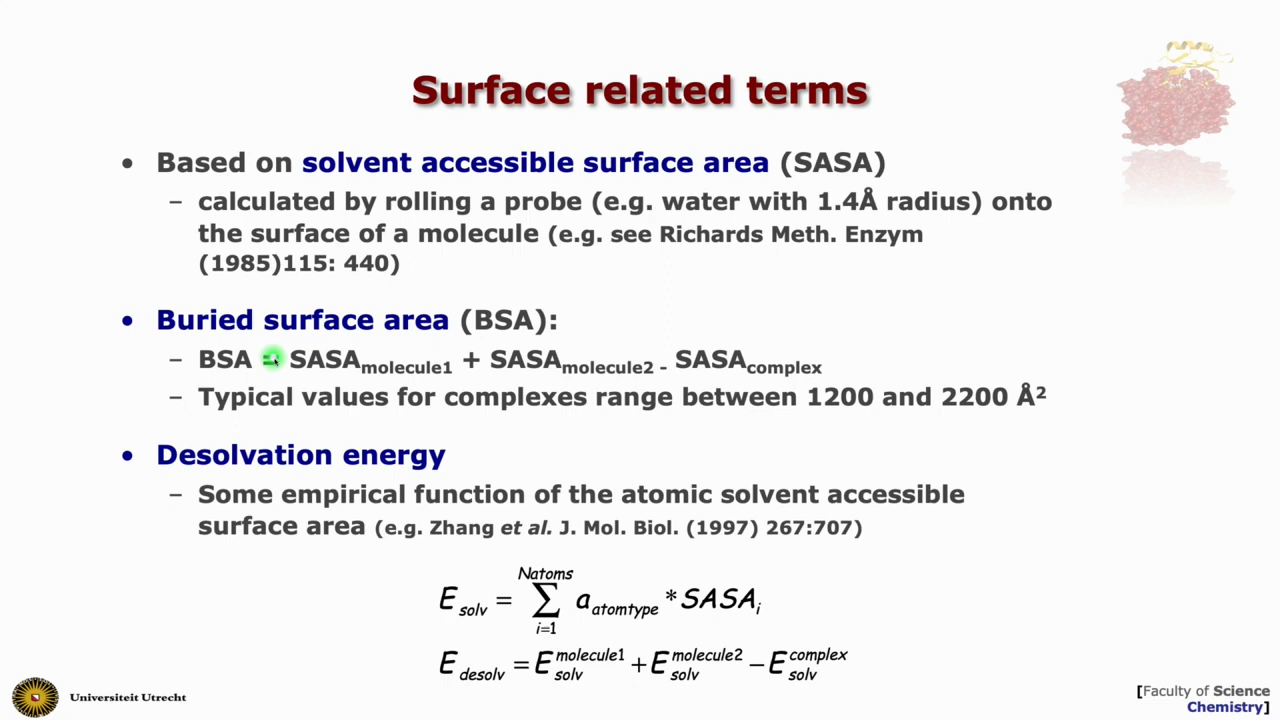 Surface related terms
• Based on solvent accessible surface area (SASA)
– calculated by rolling a probe (e.g. water with 1.4Å radius) onto
the surface of a molecule (e.g. see Richards Meth. Enzym
(1985)115: 440)
• Buried surface area (BSA):
– BSA = SASAmolecule1 + SASAmolecule2 - SASAcomplex
– Typical values for complexes range between 1200 and 2200 Å²
• Desolvation energy
– Some empirical function of the atomic solvent accessible
surface area (e.g. Zhang et al. J. Mol. Biol. (1997) 267:707)
E_solv = ∑_{i=1}^{Natoms} a_atomtype * SASA_i
E_desolv = E_solv^molecule1 + E_solv^molecule2 − E_solv^complex
Universiteit Utrecht
[Faculty of Science
Chemistry]